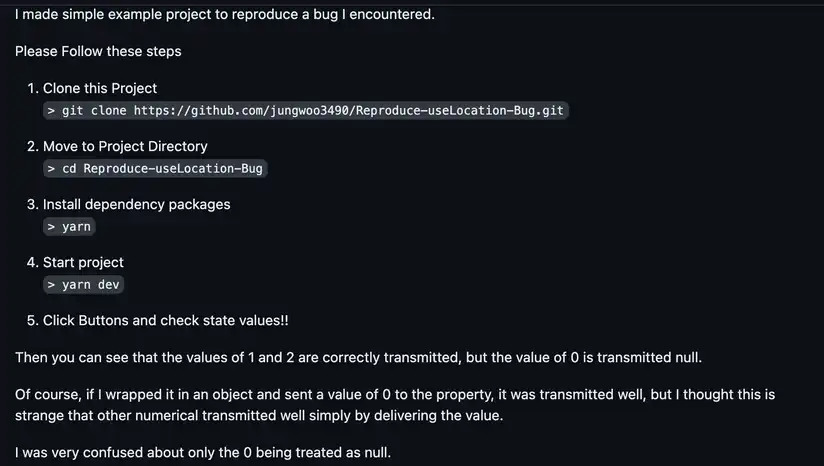 I made simple example project to reproduce a bug I encountered.
Please Follow these steps
1. Clone this Project
> git clone https://github.com/jungwoo3490/Reproduce-useLocation-Bug.git
2. Move to Project Directory
> cd Reproduce-useLocation-Bug
3. Install dependency packages
> yarn
4. Start project
> yarn dev
5. Click Buttons and check state values!!
Then you can see that the values of 1 and 2 are correctly transmitted, but the value of 0 is transmitted null.
Of course, if I wrapped it in an object and sent a value of 0 to the property, it was transmitted well, but I thought this is
strange that other numerical transmitted well simply by delivering the value.
I was very confused about only the 0 being treated as null.